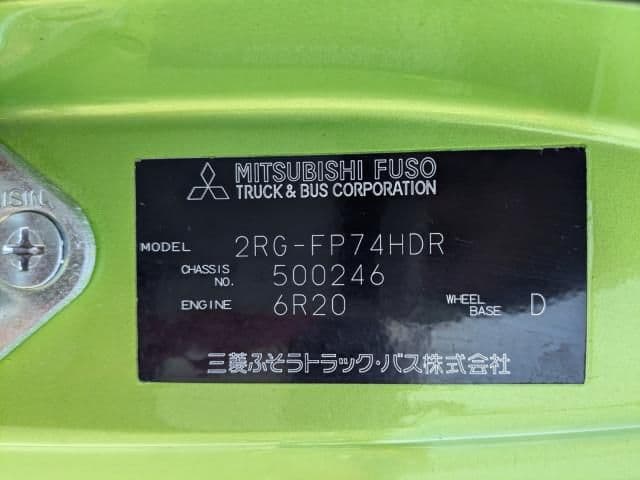 ISIN
MITSUBISHI FUSO
TRUCK & BUS CORPORATION
MODEL 2RG-FP74HDR
CHASSIS NO. 500246
ENGINE 6R20 WHEEL BASE D
三菱ふそうトラック・バス株式会社